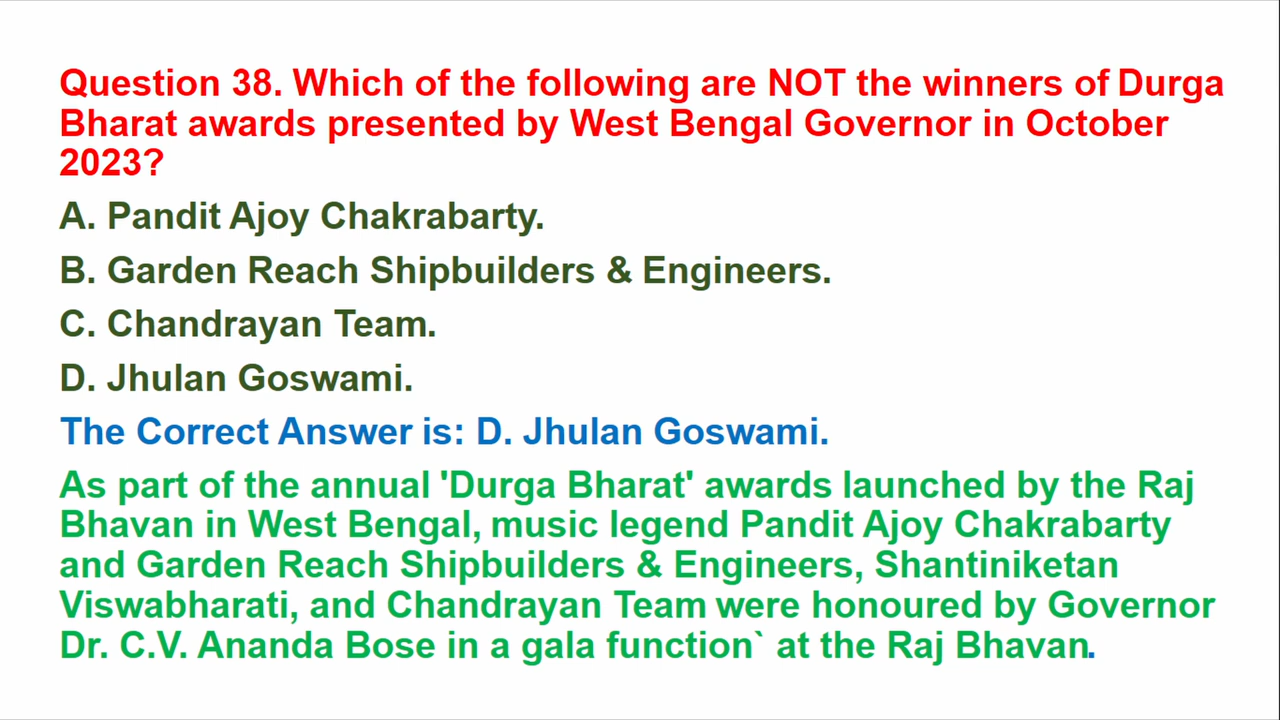 Question 38. Which of the following are NOT the winners of Durga
Bharat awards presented by West Bengal Governor in October
2023?
A. Pandit Ajoy Chakrabarty.
B. Garden Reach Shipbuilders & Engineers.
C. Chandrayan Team.
D. Jhulan Goswami.
The Correct Answer is: D. Jhulan Goswami.
As part of the annual 'Durga Bharat' awards launched by the Raj
Bhavan in West Bengal, music legend Pandit Ajoy Chakrabarty
and Garden Reach Shipbuilders & Engineers, Shantiniketan
Viswabharati, and Chandrayan Team were honoured by Governor
Dr. C.V. Ananda Bose in a gala function` at the Raj Bhavan.